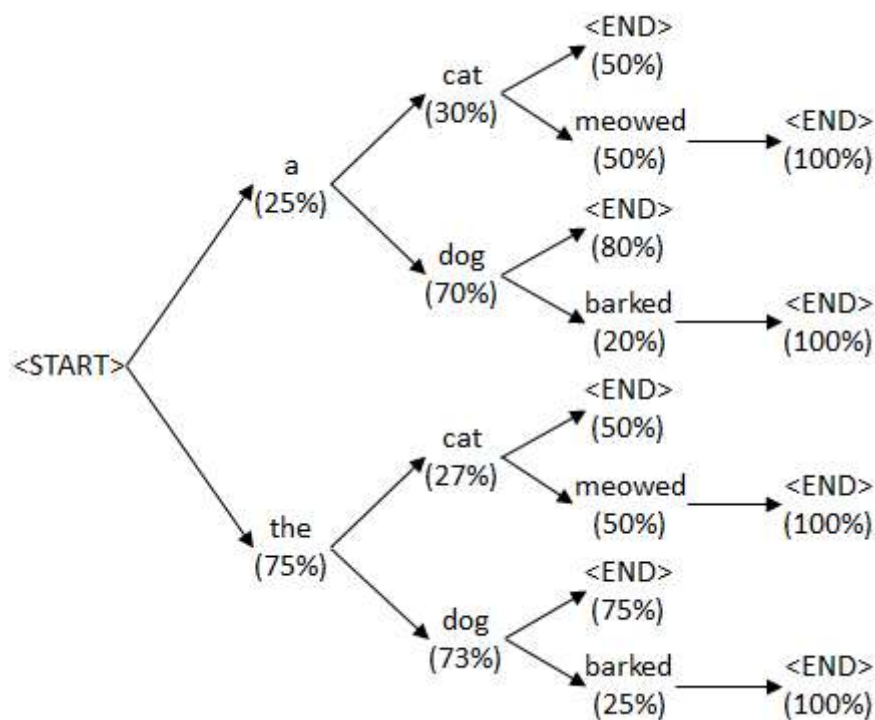 <END>
(50%)
cat
(30%)
meowed
(50%)
<END>
(100%)
a
(25%)
<END>
(80%)
dog
(70%)
barked
(20%)
<END>
(100%)
<START>
<END>
(50%)
cat
(27%)
meowed
(50%)
<END>
(100%)
the
(75%)
<END>
(75%)
dog
(73%)
barked
(25%)
<END>
(100%)